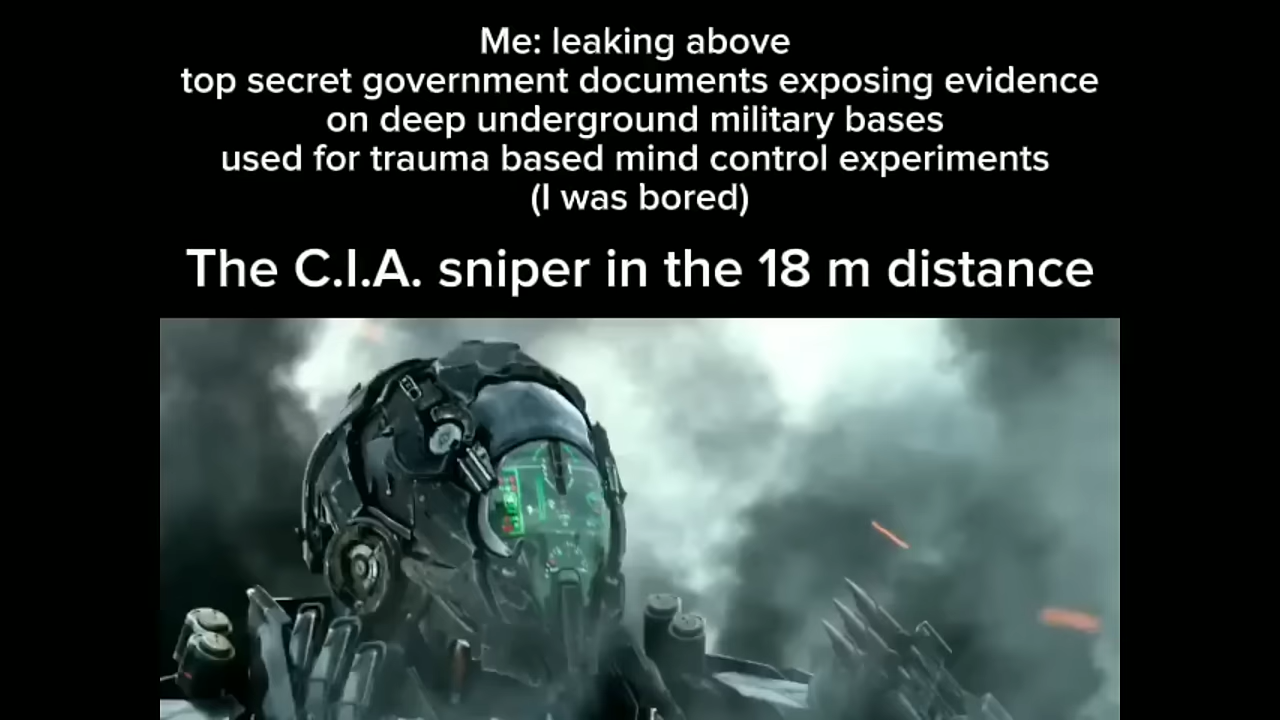 Me: leaking above
top secret government documents exposing evidence
on deep underground military bases
used for trauma based mind control experiments
(I was bored)
The C.I.A. sniper in the 18 m distance